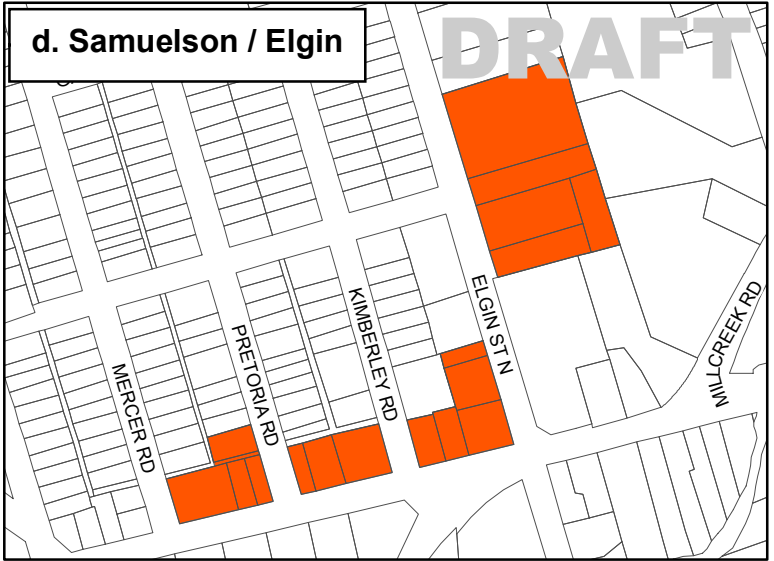 d. Samuelson / Elgin
DRAFT
ELGIN ST N
KIMBERLEY RD
PRETORIA RD
MERCER RD
MILLCREEK RD